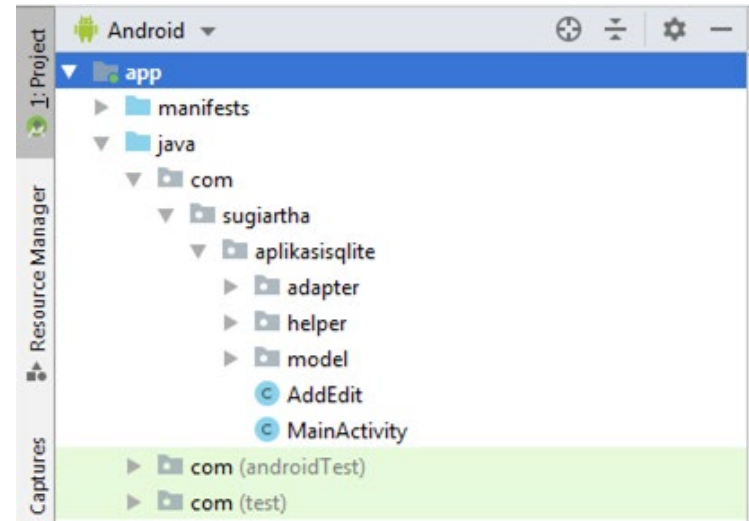 Android
app
manifests
java
com
sugiartha
aplikasisqlite
adapter
helper
model
AddEdit
MainActivity
com (androidTest)
com (test)
1: Project
Resource Manager
Captures